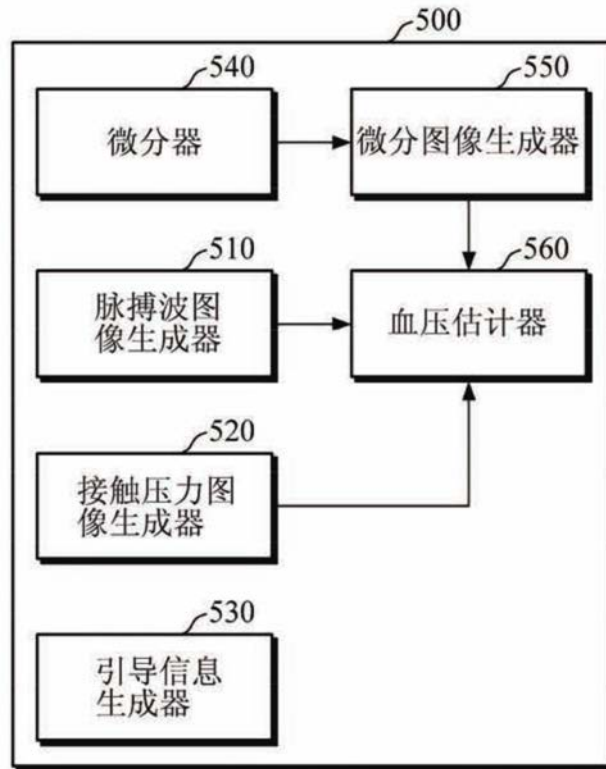 500
540
微分器
550
微分图像生成器
510
脉搏波图
像生成器
560
血压估计器
520
接触压力图
像生成器
530
引导信息
生成器